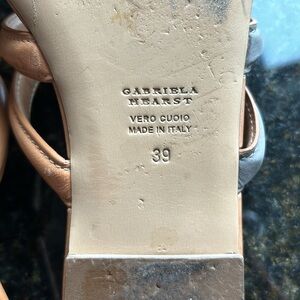 GABRIELA
HEARST
VERO CUOIO
MADE IN ITALY
39